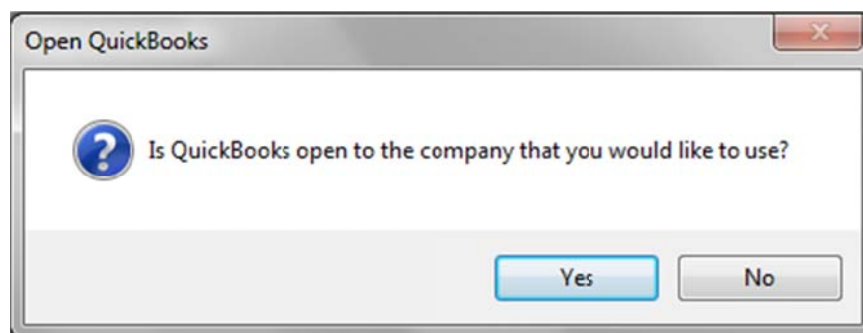 Open QuickBooks
Is QuickBooks open to the company that you would like to use?
Yes
No